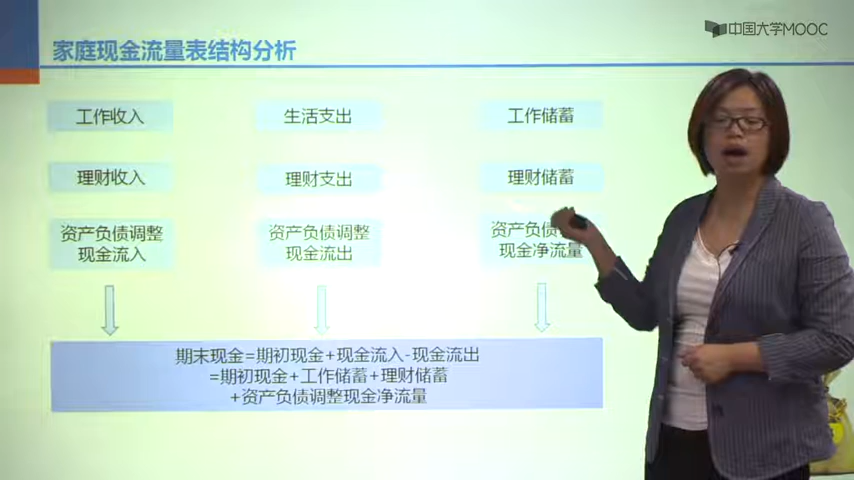 中国大学MOOC
家庭现金流量表结构分析
工作收入
生活支出
工作储蓄
理财收入
理财支出
理财储蓄
资产负债调整
现金流入
资产负债调整
现金流出
资产负债
现金净流量
期末现金=期初现金+现金流入-现金流出
=期初现金+工作储蓄+理财储蓄
+资产负债调整现金净流量